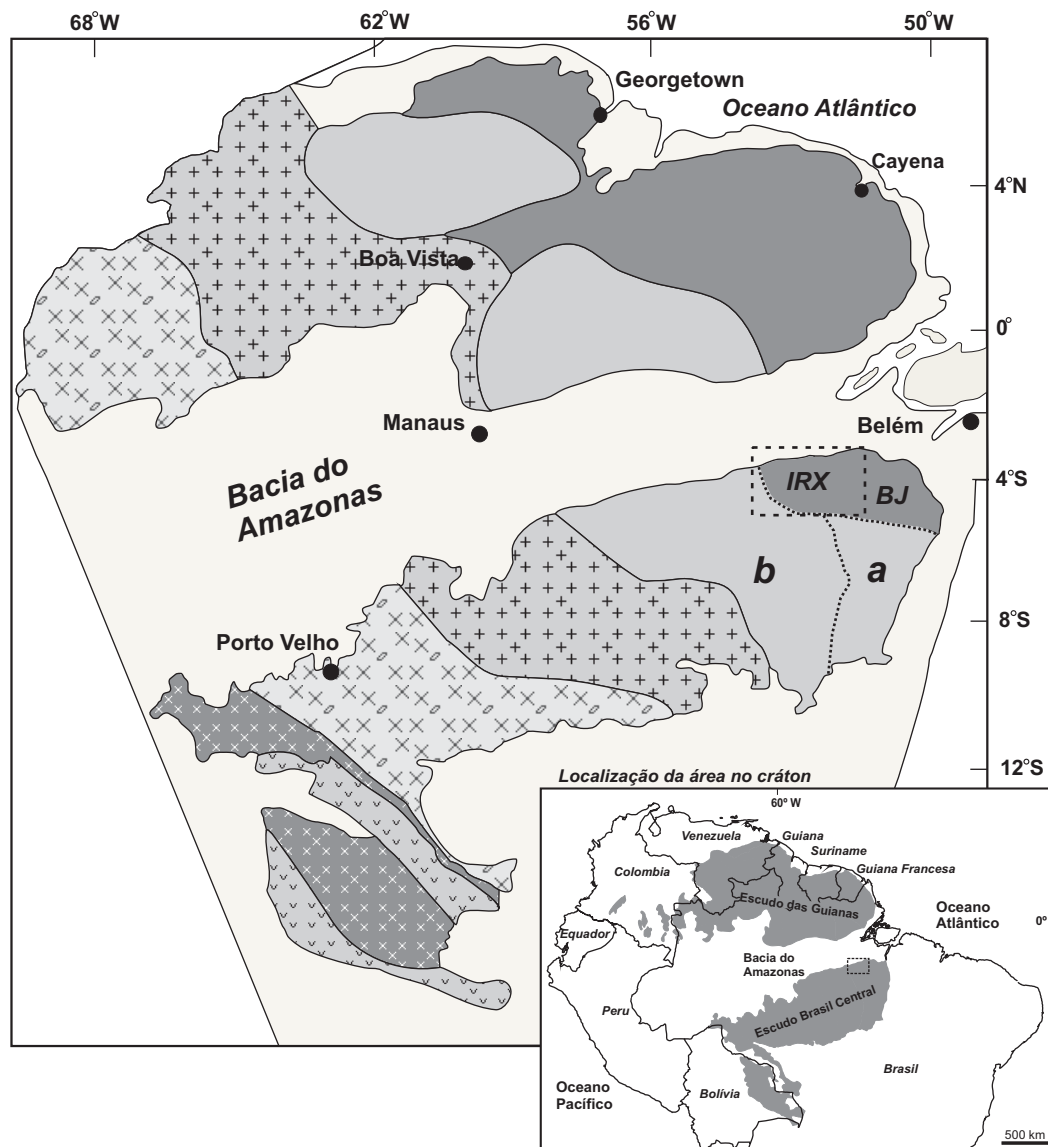 68°W
62°W
56°W
50°W
Georgetown
Oceano Atlântico
Cayena
4°N
Boa Vista
0°
Manaus
Belém
Bacia do
Amazonas
IRX
BJ
4°S
b
a
8°S
Porto Velho
12°S
Localização da área no cráton
60º W
Venezuela
Guiana
Suriname
Guiana Francesa
Colombia
Escudo das Guianas
Oceano
Atlântico
0º
Equador
Bacia do
Amazonas
Peru
Escudo Brasil Central
Brasil
Bolívia
Oceano
Pacífico
500 km